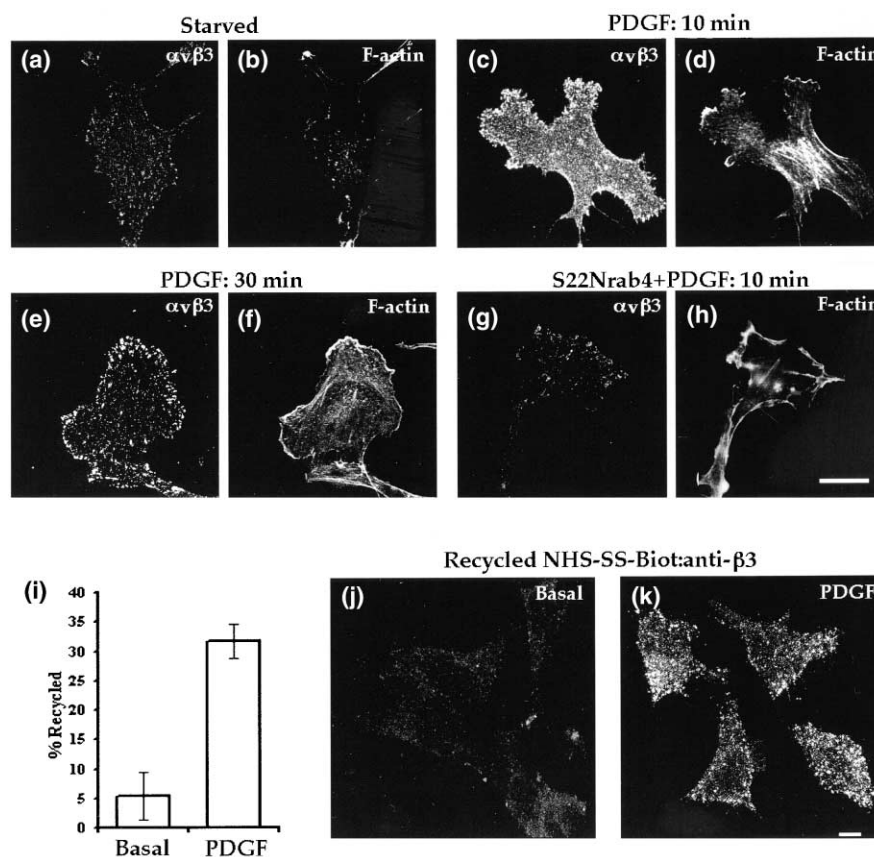 Starved
PDGF: 10 min
(a) αvβ3
(b) F-actin
(c) αvβ3
(d) F-actin
PDGF: 30 min
S22Nrab4+PDGF: 10 min
(e) αvβ3
(f) F-actin
(g) αvβ3
(h) F-actin
Recycled NHS-SS-Biot:anti-β3
(i)
% Recycled
40
35
30
25
20
15
10
5
0
Basal PDGF
(j) Basal
(k) PDGF